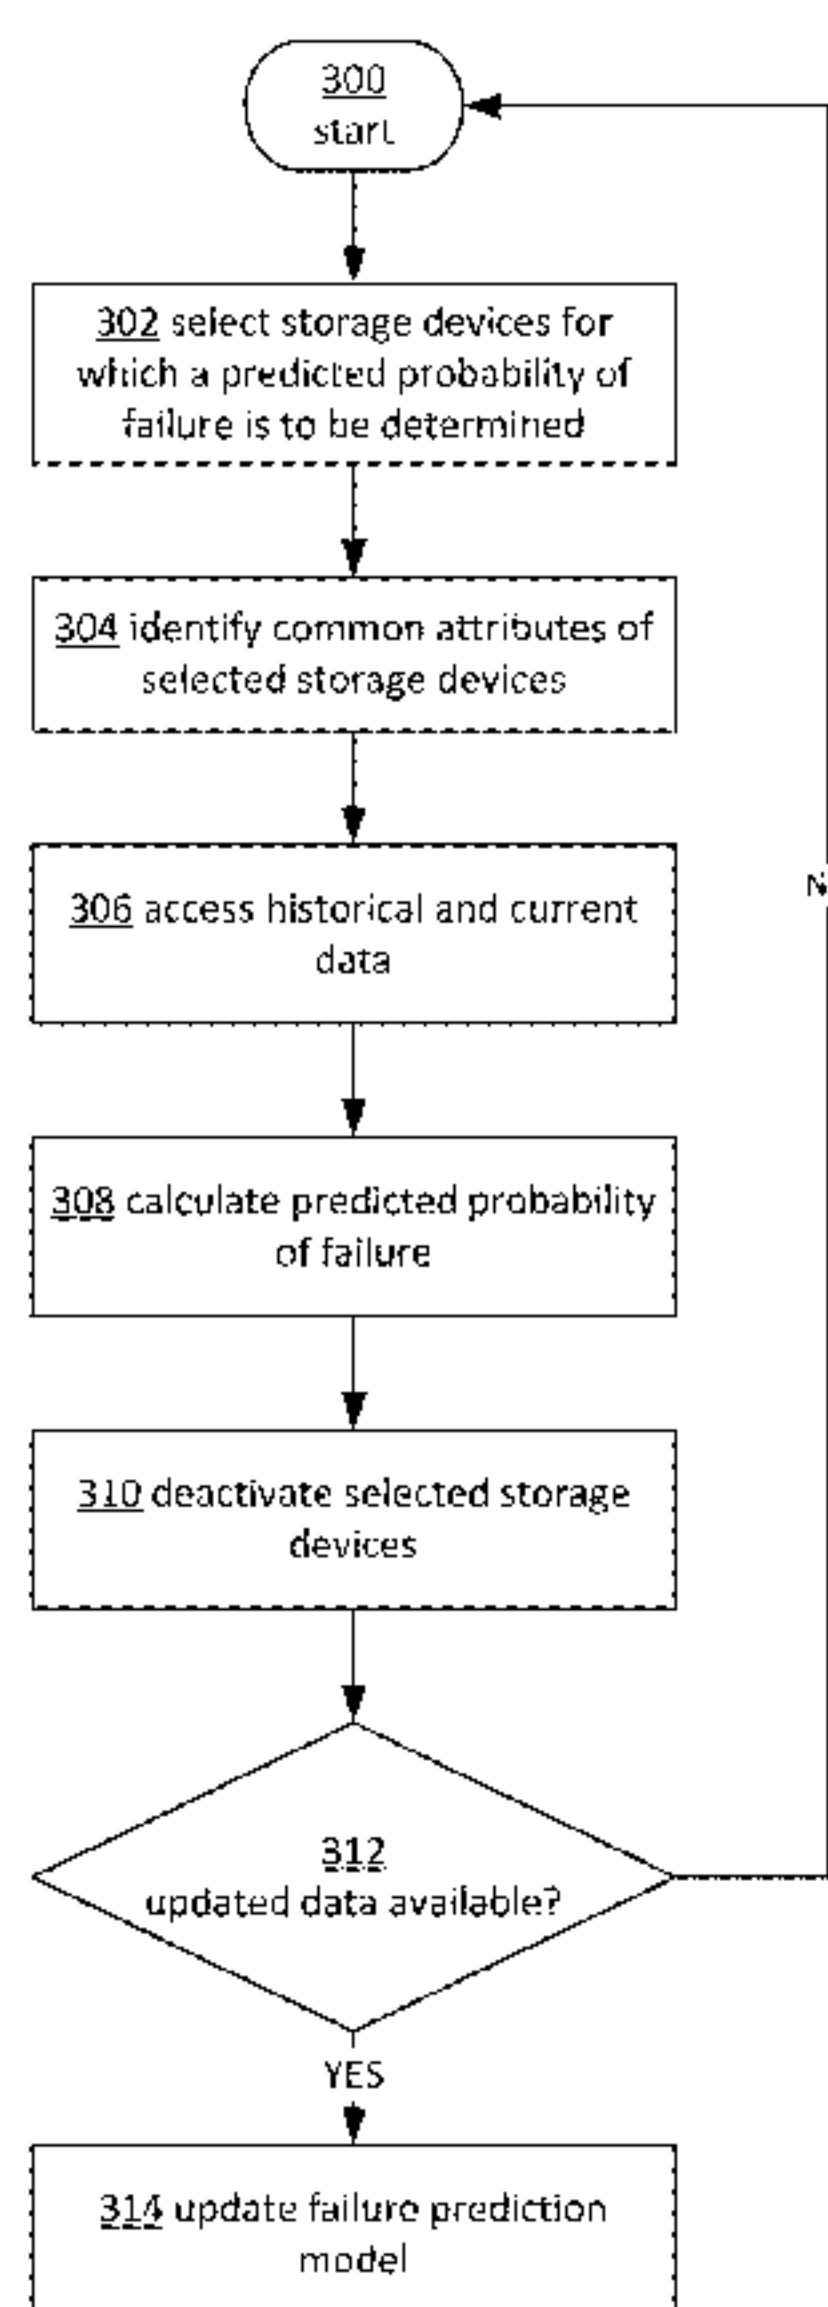 300
start
302 select storage devices for
which a predicted probability of
failure is to be determined
304 identify common attributes of
selected storage devices
306 access historical and current
data
308 calculate predicted probability
of failure
310 deactivate selected storage
devices
312
updated data available?
YES
314 update failure prediction
model